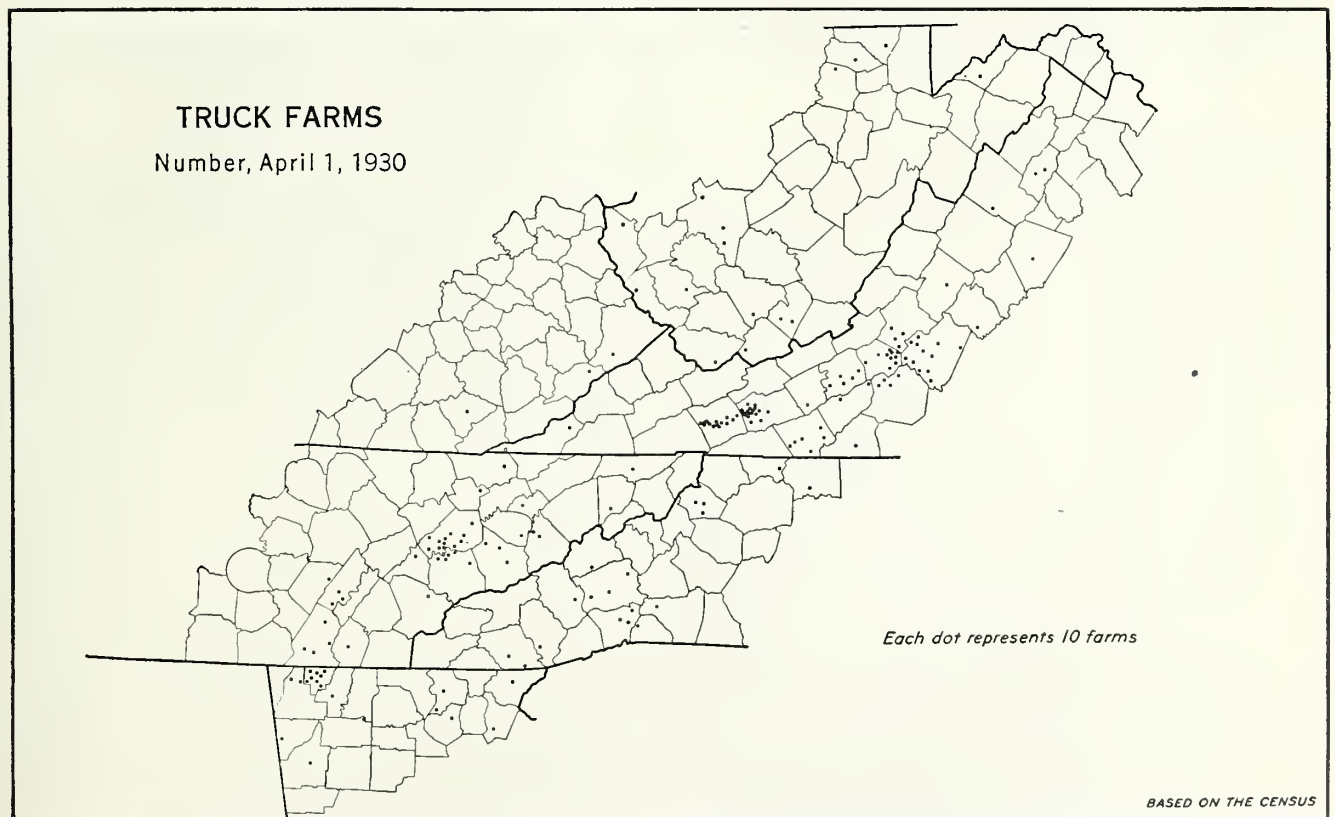 TRUCK FARMS
Number, April 1, 1930
Each dot represents 10 farms
BASED ON THE CENSUS